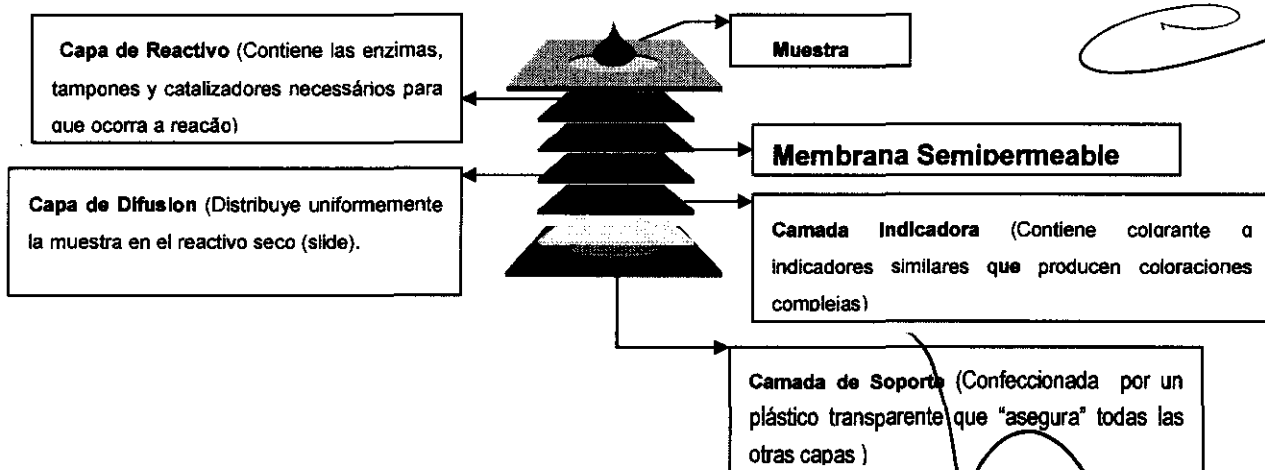 Capa de Reactivo (Contiene las enzimas,
tampones y catalizadores necessários para
que ocorra a reacão)
Muestra
Membrana Semipermeable
Capa de Difusion (Distribuye uniformemente
la muestra en el reactivo seco (slide).
Camada Indicadora (Contiene colorante o
indicadores similares que producen coloraciones
complejas)
Camada de Soporte (Confeccionada por un
plástico transparente que "asegura" todas las
otras capas )